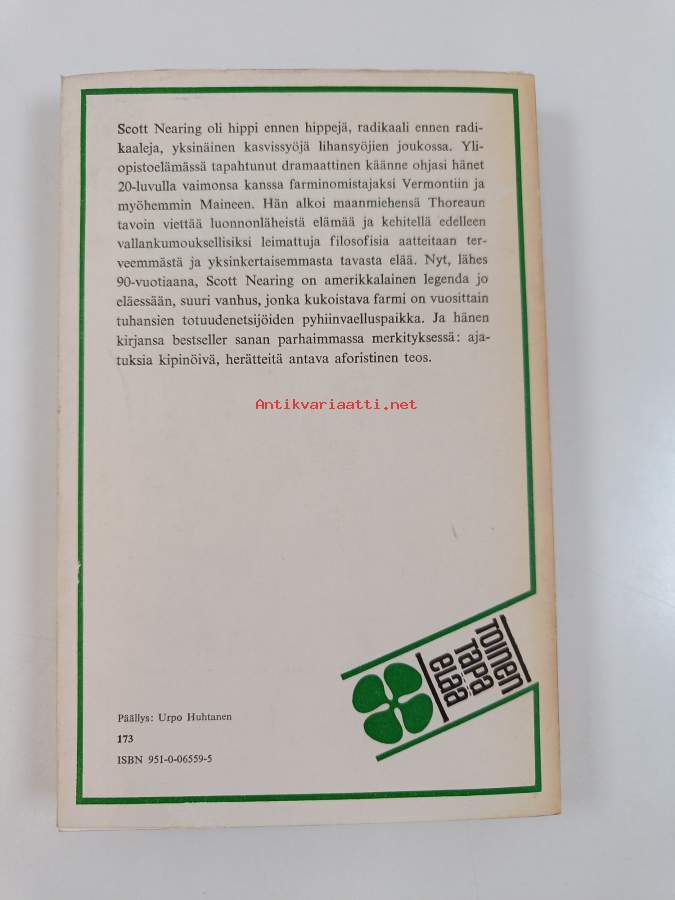 Scott Nearing oli hippi ennen hippejä, radikaali ennen radi-
kaaleja, yksinäinen kasvissyöjä lihansyöjien joukossa. Yli-
opistoelämässä tapahtunut dramaattinen käänne ohjasi hänet
20-luvulla vaimonsa kanssa farminomistajaksi Vermontiin ja
myöhemmin Maineen. Hän alkoi maanmiehensä Thoreaun
tavoin viettää luonnonläheistä elämää ja kehitellä edelleen
vallankumouksellisiksi leimattuja filosofisia aatteitaan ter-
veemmästä ja yksinkertaisemmasta tavasta elää. Nyt, lähes
90-vuotiaana, Scott Nearing on amerikkalainen legenda jo
eläessään, suuri vanhus, jonka kukoistava farmi on vuosittain
tuhansien totuudenetsijöiden pyhiinvaelluspaikka. Ja hänen
kirjansa bestseller sanan parhaimmassa merkityksessä: aja-
tuksia kipinöivä, herätteitä antava aforistinen teos.
Antikvariaatti.net
TOINEN
TAPA
ELÄÄ
Päällys: Urpo Huhtanen
173
ISBN 951-0-06559-5